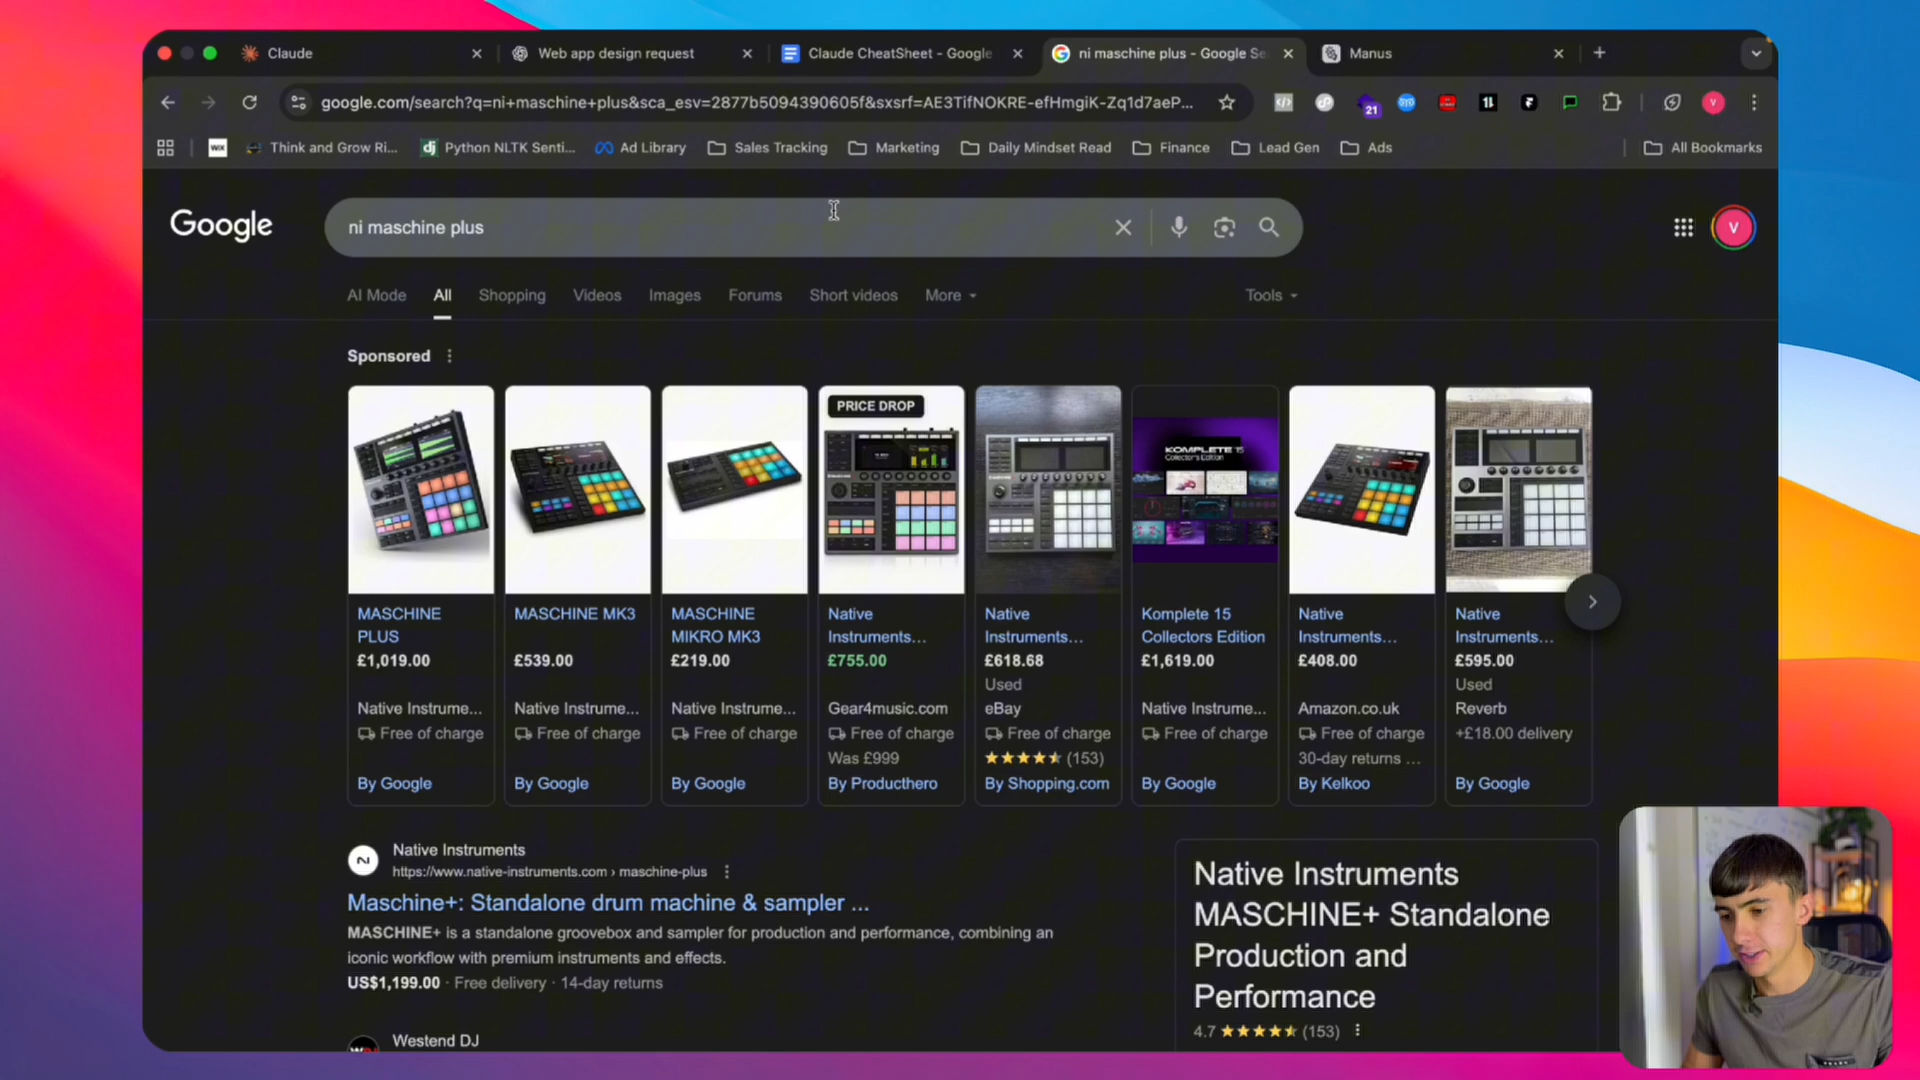 Claude
Web app design request
Claude CheatSheet - Google
ni maschine plus - Google Se
Manus
google.com/search?q=ni+maschine+plus&sca_esv=2877b5094390605f&sxsrf=AE3TifNOKRE-efHmgiK-Zq1d7aeP...
21
V
WiX
Think and Grow Ri...
dj
Python NLTK Senti...
Ad Library
Sales Tracking
Marketing
Daily Mindset Read
Finance
Lead Gen
Ads
All Bookmarks
Google
ni maschine plus
V
AI Mode
All
Shopping
Videos
Images
Forums
Short videos
More
Tools
Sponsored
MASCHINE
PLUS
£1,019.00
Native Instrume...
Free of charge
By Google
MASCHINE MK3
£539.00
Native Instrume...
Free of charge
By Google
MASCHINE
MIKRO MK3
£219.00
Native Instrume...
Free of charge
By Google
PRICE DROP
Native
Instruments...
£755.00
Gear4music.com
Free of charge
Was £999
By Producthero
Native
Instruments...
£618.68
Used
eBay
Free of charge
(153)
By Shopping.com
KOMPLETE 15
Collector's Edition
Komplete 15
Collectors Edition
£1,619.00
Native Instrume...
Free of charge
By Google
Native
Instruments...
£408.00
Amazon.co.uk
Free of charge
30-day returns ...
By Kelkoo
Native
Instruments...
£595.00
Used
Reverb
+£18.00 delivery
By Google
Native Instruments
https://www.native-instruments.com › maschine-plus
Maschine+: Standalone drum machine & sampler ...
MASCHINE+ is a standalone groovebox and sampler for production and performance, combining an
iconic workflow with premium instruments and effects.
US$1,199.00 · Free delivery · 14-day returns
Westend DJ
Native Instruments
MASCHINE+ Standalone
Production and
Performance
4.7
(153)